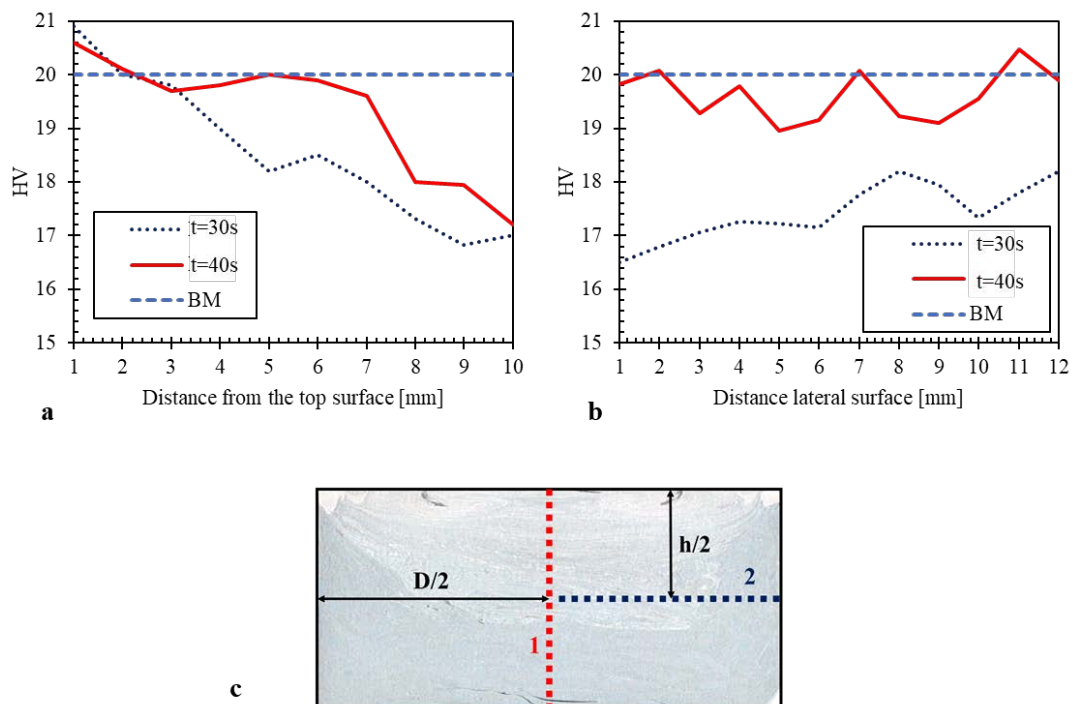 21
20
19
18
17
16
15
HV
t=30s
t=40s
BM
1 2 3 4 5 6 7 8 9 10
Distance from the top surface [mm]
a
21
20
19
18
17
16
15
HV
t=30s
t=40s
BM
1 2 3 4 5 6 7 8 9 10 11 12
Distance lateral surface [mm]
b
h/2
D/2
2
1
c